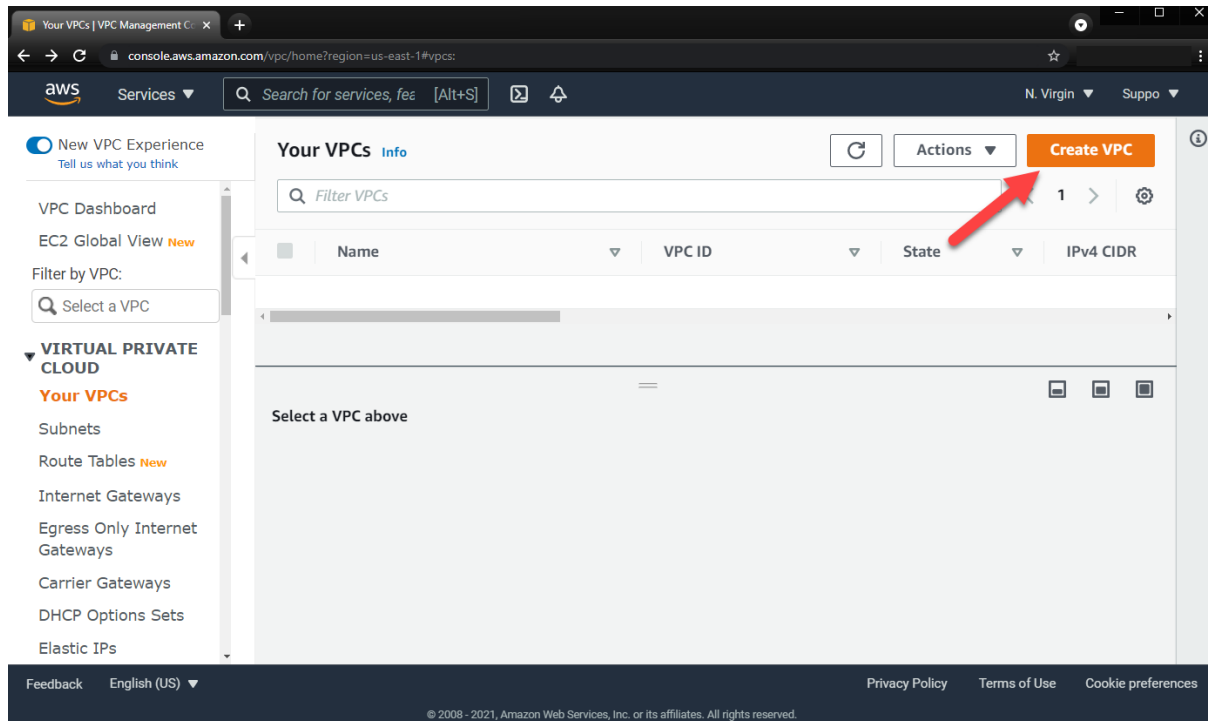 Your VPCs | VPC Management Cc
console.aws.amazon.com/vpc/home?region=us-east-1#vpcs:
aws Services Search for services, fea [Alt+S] N. Virgin Suppo
New VPC Experience
Tell us what you think
VPC Dashboard
EC2 Global View New
Filter by VPC:
Select a VPC
VIRTUAL PRIVATE
CLOUD
Your VPCs
Subnets
Route Tables New
Internet Gateways
Egress Only Internet
Gateways
Carrier Gateways
DHCP Options Sets
Elastic IPs
Your VPCs Info Actions Create VPC
Filter VPCs 1
Name VPC ID State IPv4 CIDR
Select a VPC above
Feedback English (US) Privacy Policy Terms of Use Cookie preferences
© 2008 - 2021, Amazon Web Services, Inc. or its affiliates. All rights reserved.